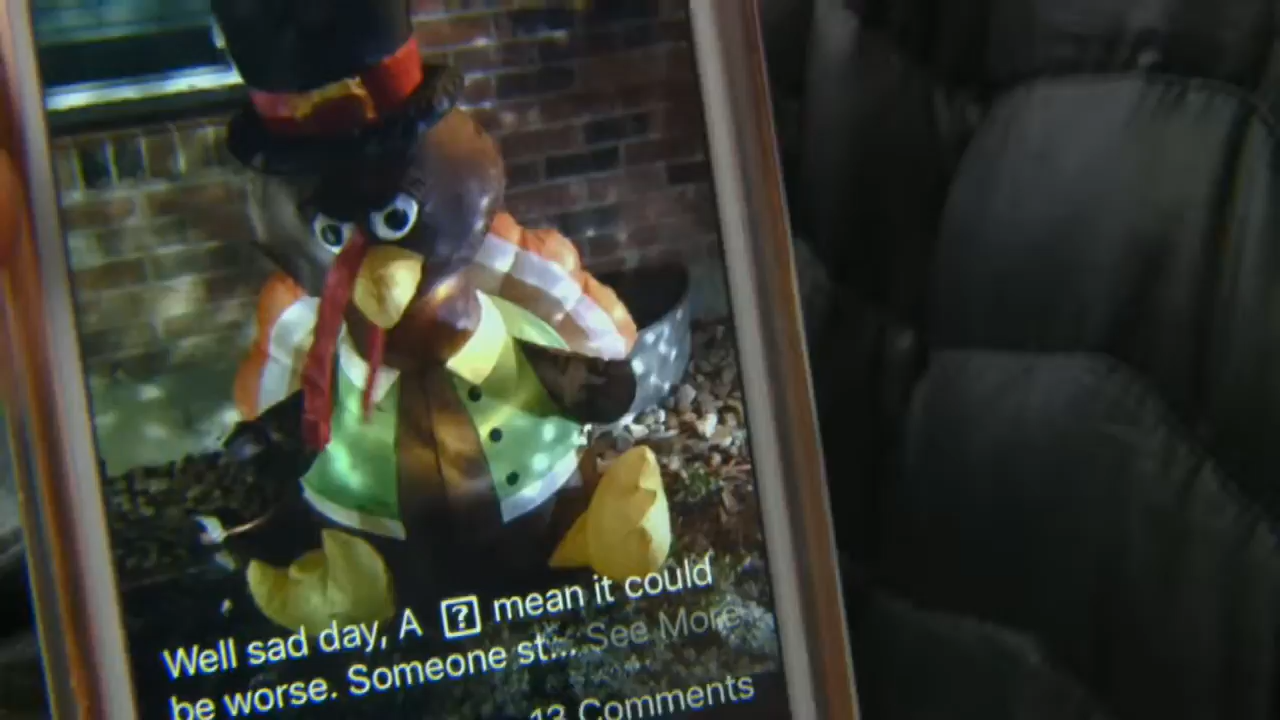 Well sad day, A ⍰ mean it could
be worse. Someone st... See More
13 Comments